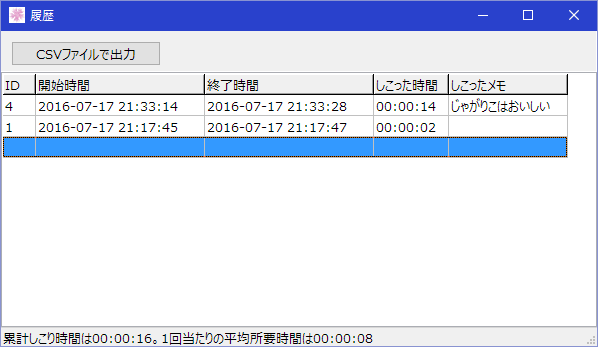 履歴
CSVファイルで出力
ID 開始時間 終了時間 しこった時間 しこったメモ
4 2016-07-17 21:33:14 2016-07-17 21:33:28 00:00:14 じゃがりこはおいしい
1 2016-07-17 21:17:45 2016-07-17 21:17:47 00:00:02
累計しこり時間は00:00:16。1回当たりの平均所要時間は00:00:08